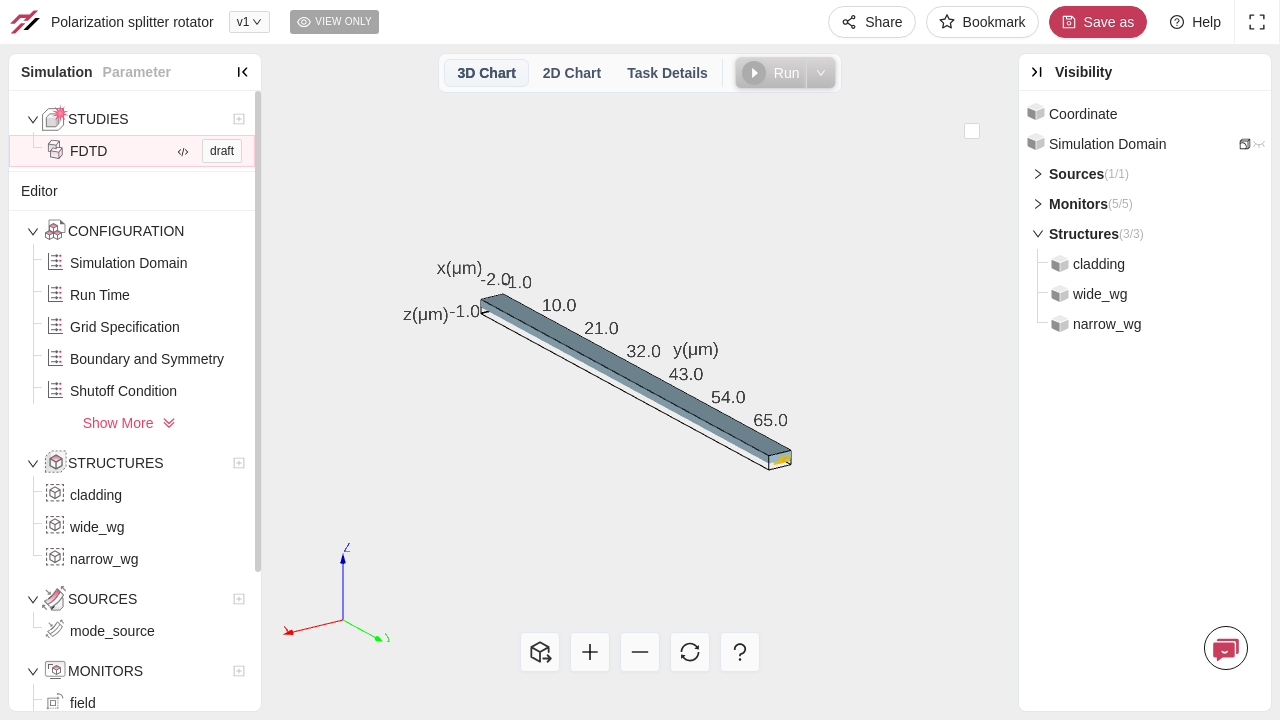 Polarization splitter rotator
v1
VIEW ONLY
Share
Bookmark
Save as
Help
Simulation
Parameter
STUDIES
FDTD
draft
Editor
CONFIGURATION
Simulation Domain
Run Time
Grid Specification
Boundary and Symmetry
Shutoff Condition
Show More
STRUCTURES
cladding
wide_wg
narrow_wg
SOURCES
mode_source
MONITORS
field
3D Chart
2D Chart
Task Details
Run
x(μm)
-2.0
-1.0
z(μm)
-1.0
10.0
21.0
32.0
y(μm)
43.0
54.0
65.0
Z
Visibility
Coordinate
Simulation Domain
Sources(1/1)
Monitors(5/5)
Structures(3/3)
cladding
wide_wg
narrow_wg